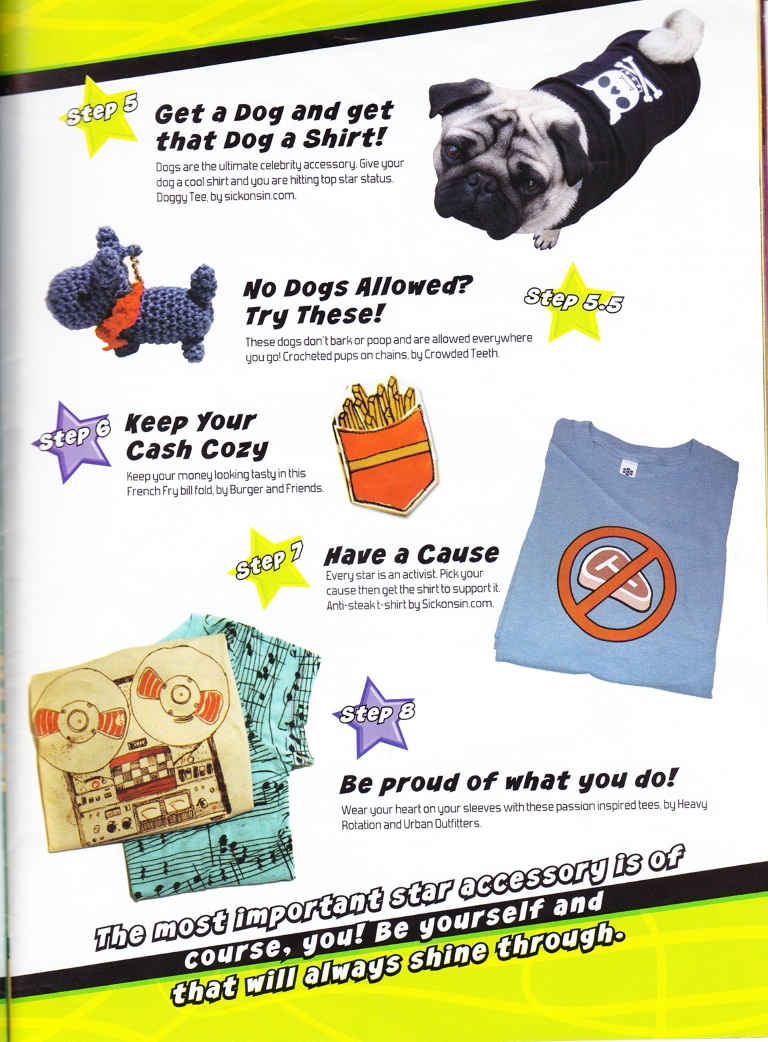 Step 5
Get a Dog and get
that Dog a Shirt!
Dogs are the ultimate celebrity accessory. Give your
dog a cool shirt and you are hitting top star status.
Doggy Tee, by sickonsin.com.
No Dogs Allowed?
Try These!
Step 5.5
These dogs don't bark or poop and are allowed everywhere
you go! Crocheted pups on chains, by Crowded Teeth.
Step 6
Keep Your
Cash Cozy
Keep your money looking tasty in this
French Fry bill fold, by Burger and Friends.
Step 7
Have a Cause
Every star is an activist. Pick your
cause then get the shirt to support it.
Anti-steak t-shirt by Sickonsin.com.
Step 8
Be proud of what you do!
Wear your heart on your sleeves with these passion inspired tees, by Heavy
Rotation and Urban Outfitters.
The most important star accessory is of
course, you! Be yourself and
that will always shine through.